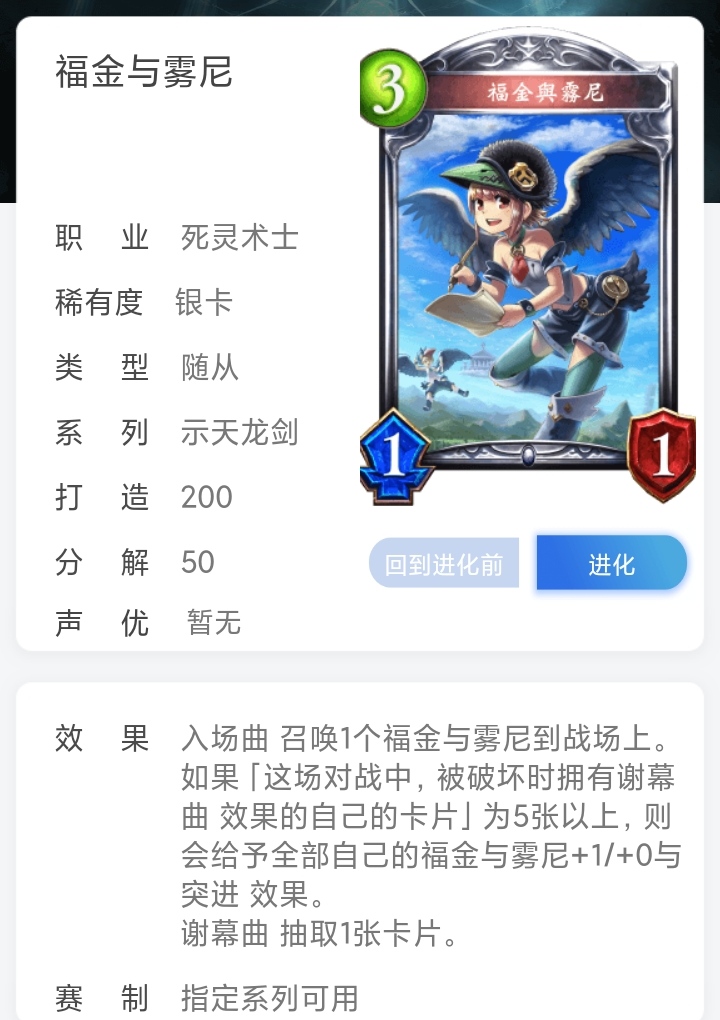 福金与雾尼
3
福金與霧尼
职 业 死灵术士
稀有度 银卡
类 型 随从
系 列 示天龙剑
打 造 200
分 解 50
声 优 暂无
1
1
回到进化前
进化
效 果 入场曲 召唤1个福金与雾尼到战场上。
如果「这场对战中, 被破坏时拥有谢幕
曲 效果的自己的卡片」为5张以上, 则
会给予全部自己的福金与雾尼+1/+0与
突进 效果。
谢幕曲 抽取1张卡片。
赛 制 指定系列可用